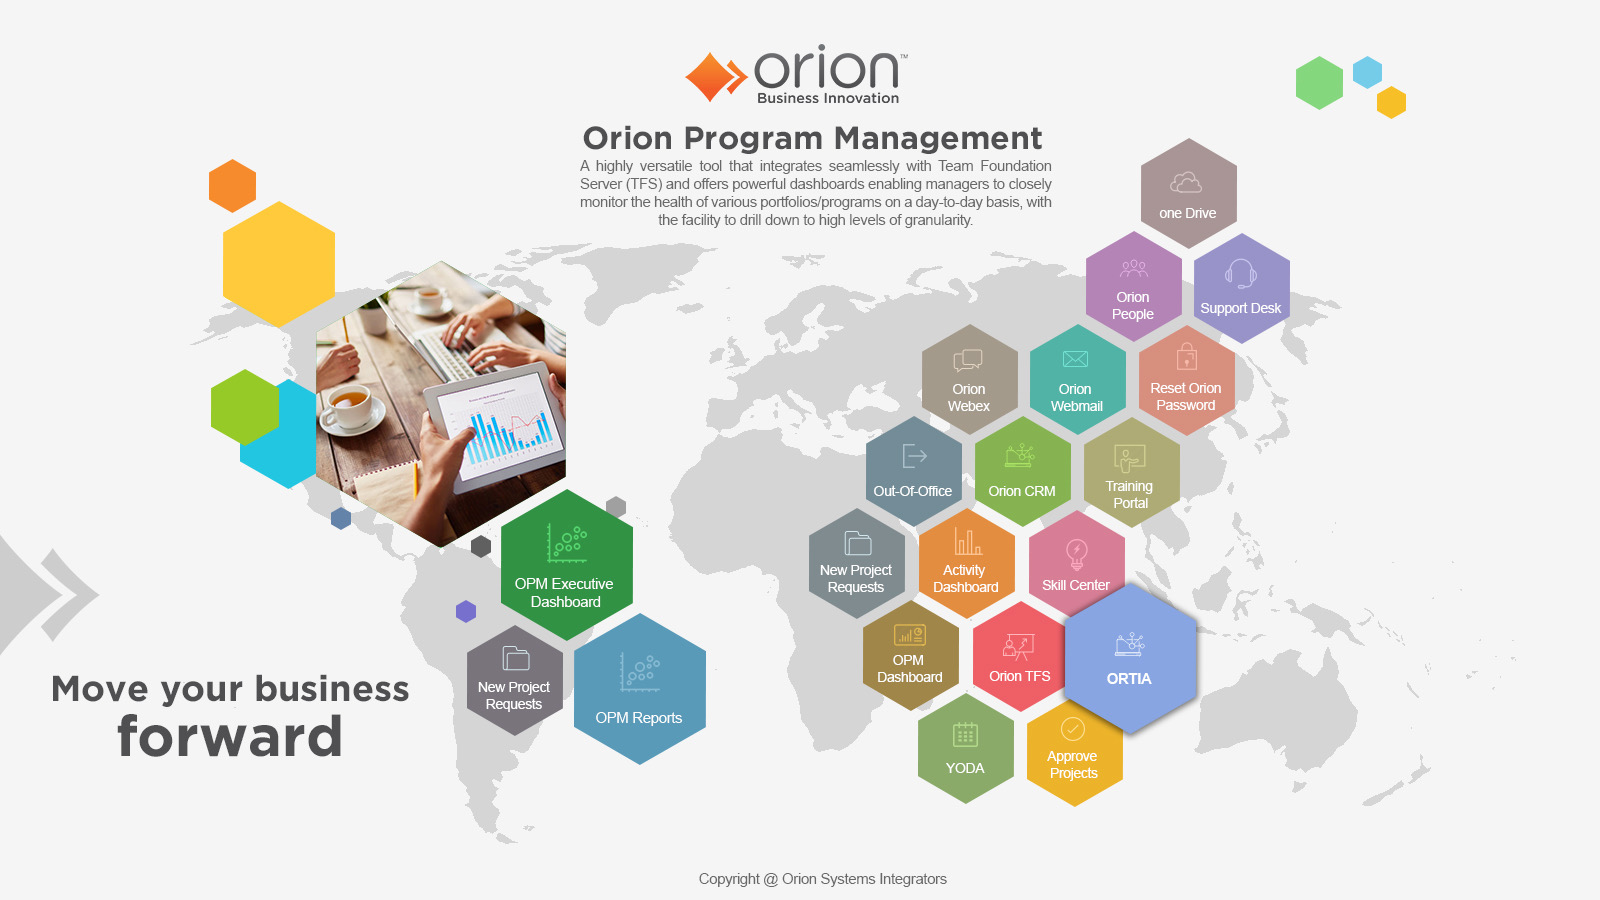 orion™
Business Innovation
Orion Program Management
A highly versatile tool that integrates seamlessly with Team Foundation
Server (TFS) and offers powerful dashboards enabling managers to closely
monitor the health of various portfolios/programs on a day-to-day basis, with
the facility to drill down to high levels of granularity.
one Drive
Orion
People
Support Desk
Orion
Webex
Orion
Webmail
Reset Orion
Password
Out-Of-Office
Orion CRM
Training
Portal
New Project
Requests
Activity
Dashboard
Skill Center
OPM
Dashboard
Orion TFS
ORTIA
YODA
Approve
Projects
OPM Executive
Dashboard
New Project
Requests
OPM Reports
Move your business
forward
Copyright @ Orion Systems Integrators